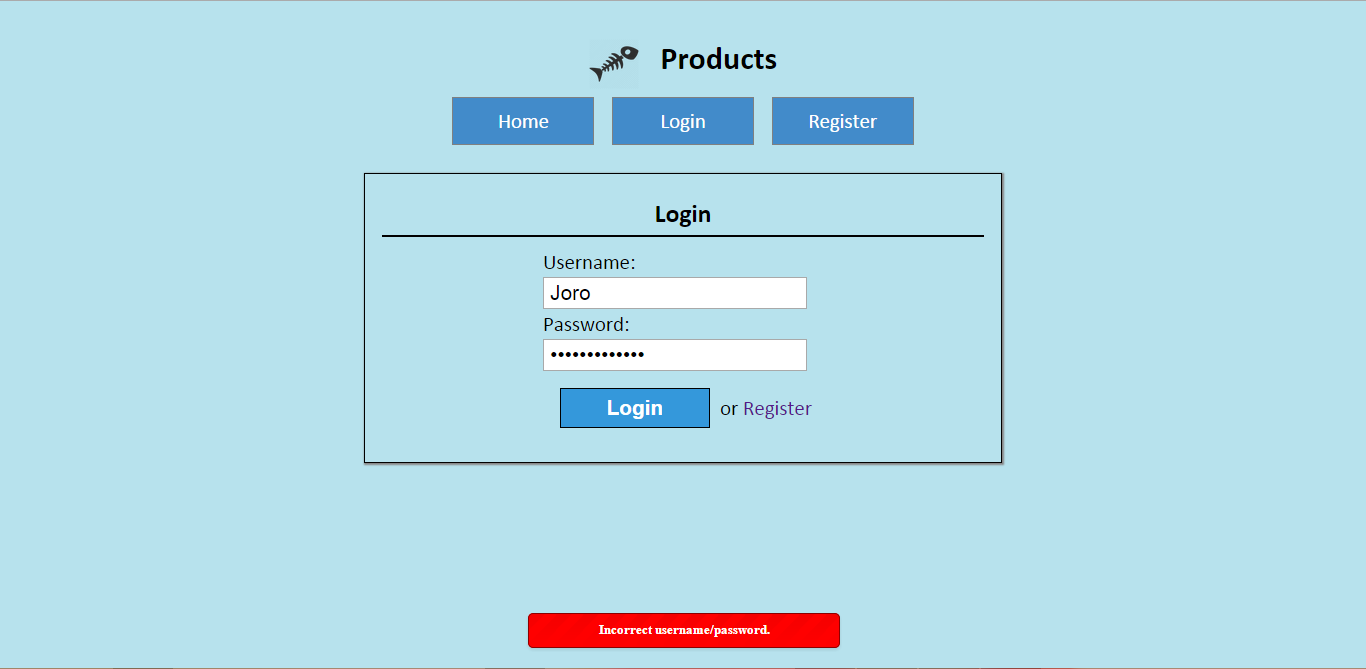 Products
Home Login Register
Login
Username:
Joro
Password:
•••••••••••••
Login or Register
Incorrect username/password.